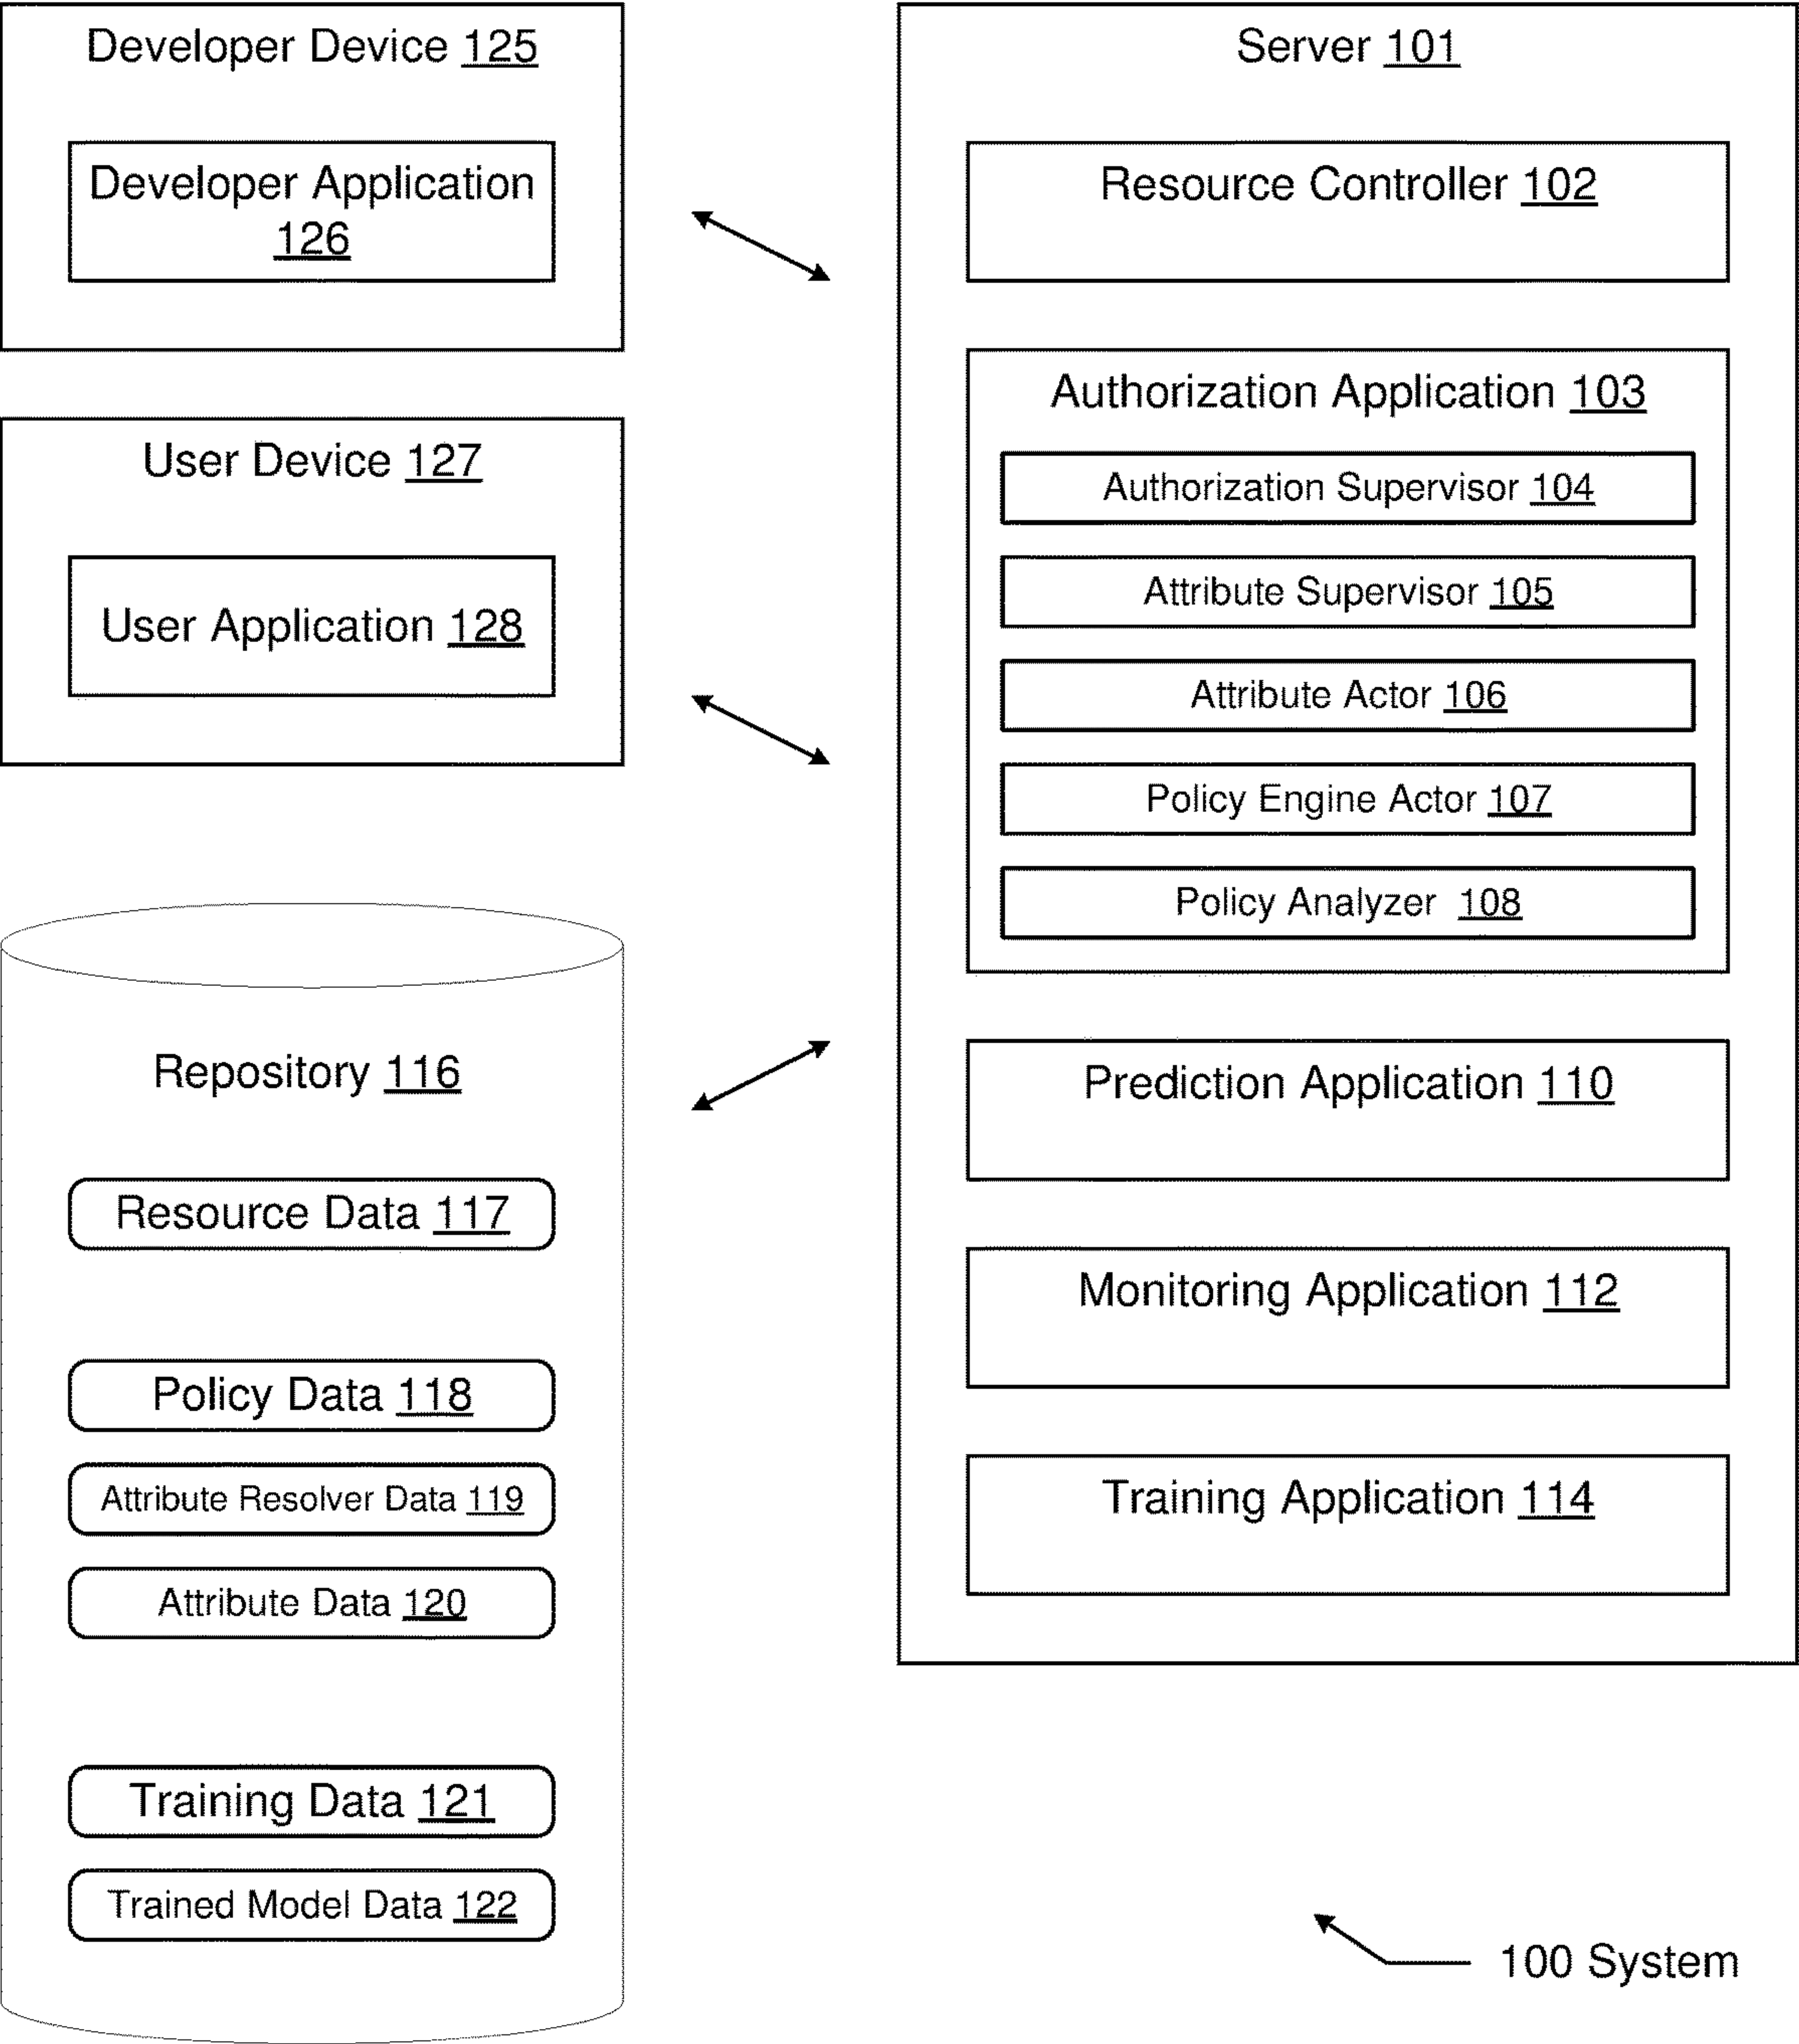 Developer Device 125
Developer Application
126
User Device 127
User Application 128
Repository 116
Resource Data 117
Policy Data 118
Attribute Resolver Data 119
Attribute Data 120
Training Data 121
Trained Model Data 122
Server 101
Resource Controller 102
Authorization Application 103
Authorization Supervisor 104
Attribute Supervisor 105
Attribute Actor 106
Policy Engine Actor 107
Policy Analyzer 108
Prediction Application 110
Monitoring Application 112
Training Application 114
100 System